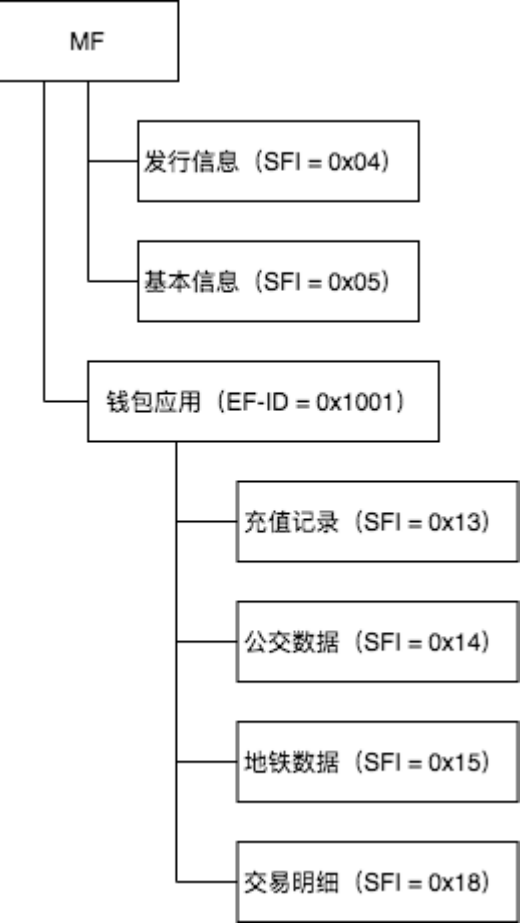 MF
发行信息（SFI = 0x04）
基本信息（SFI = 0x05）
钱包应用（EF-ID = 0x1001）
充值记录（SFI = 0x13）
公交数据（SFI = 0x14）
地铁数据（SFI = 0x15）
交易明细（SFI = 0x18）